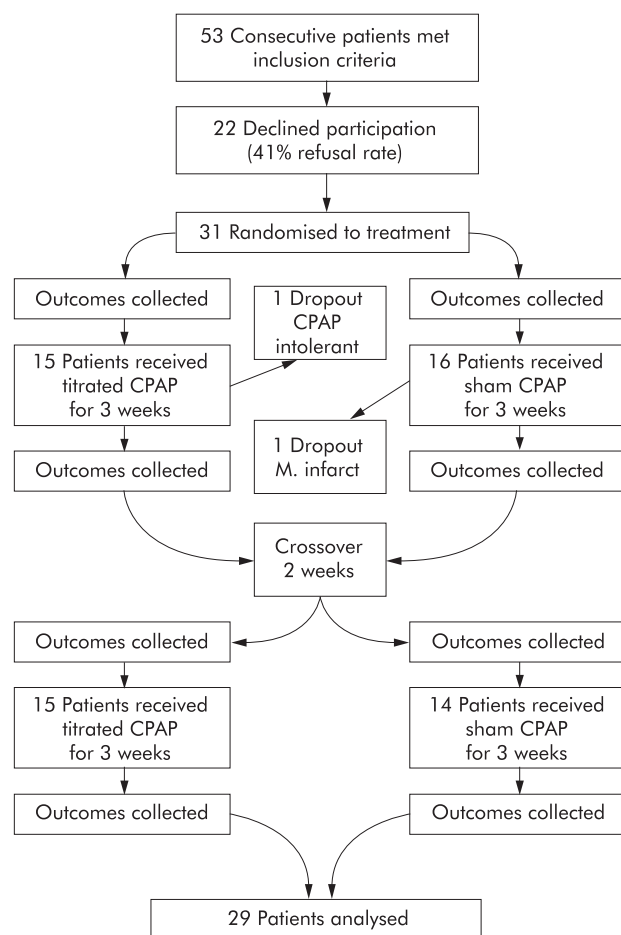 53 Consecutive patients met
inclusion criteria
22 Declined participation
(41% refusal rate)
31 Randomised to treatment
Outcomes collected
1 Dropout
CPAP
intolerant
Outcomes collected
15 Patients received
titrated CPAP
for 3 weeks
16 Patients received
sham CPAP
for 3 weeks
1 Dropout
M. infarct
Outcomes collected
Outcomes collected
Crossover
2 weeks
Outcomes collected
Outcomes collected
15 Patients received
titrated CPAP
for 3 weeks
14 Patients received
sham CPAP
for 3 weeks
Outcomes collected
Outcomes collected
29 Patients analysed